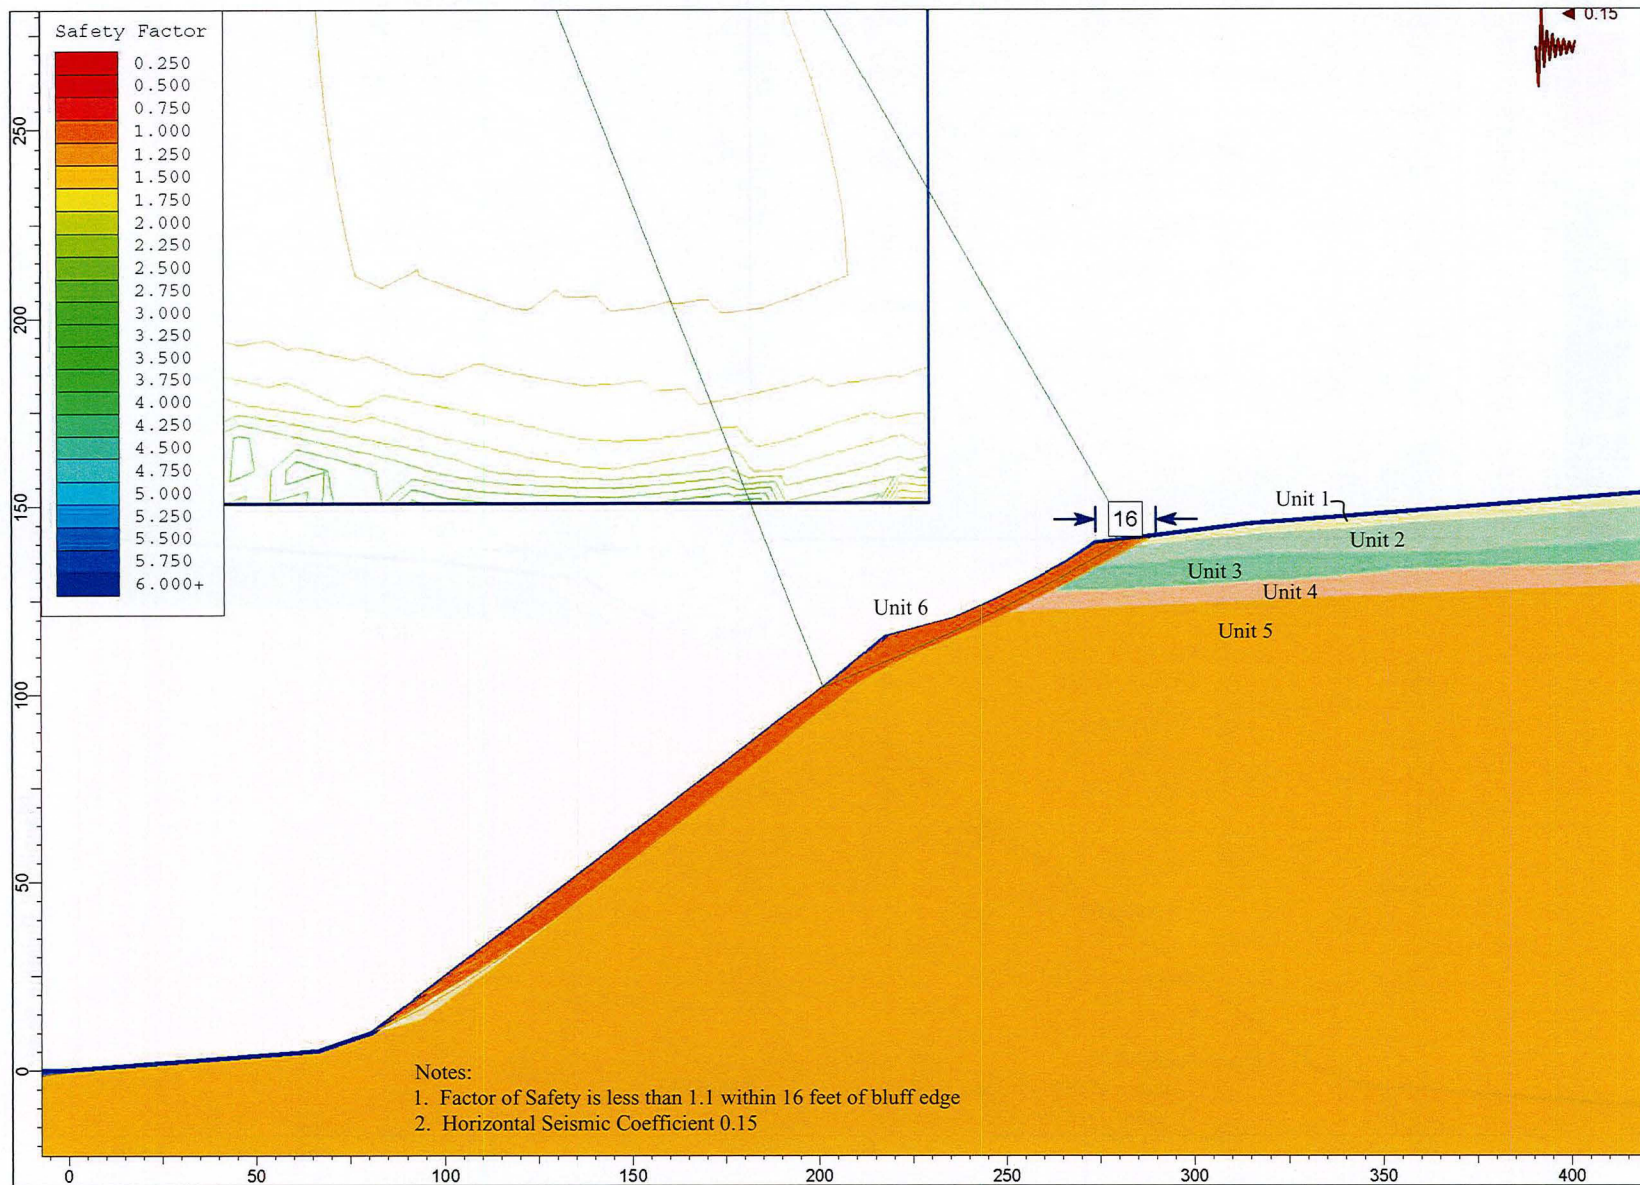 Safety Factor
0.250
0.500
0.750
1.000
1.250
1.500
1.750
2.000
2.250
2.500
2.750
3.000
3.250
3.500
3.750
4.000
4.250
4.500
4.750
5.000
5.250
5.500
5.750
6.000+
0.15
250
200
150
100
50
0
16
Unit 1
Unit 2
Unit 3
Unit 4
Unit 5
Unit 6
Notes:
1. Factor of Safety is less than 1.1 within 16 feet of bluff edge
2. Horizontal Seismic Coefficient 0.15
0 50 100 150 200 250 300 350 400